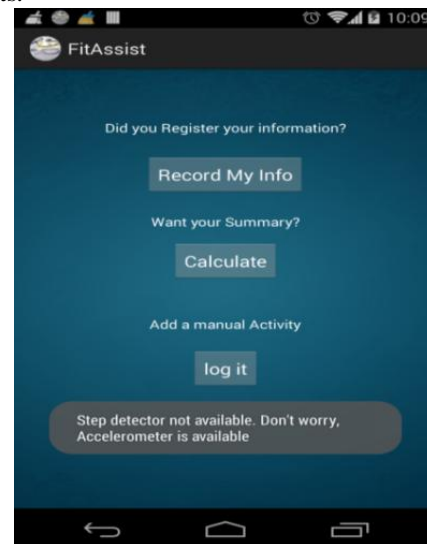 10:09
FitAssist
Did you Register your information?
Record My Info
Want your Summary?
Calculate
Add a manual Activity
log it
Step detector not available. Don't worry,
Accelerometer is available